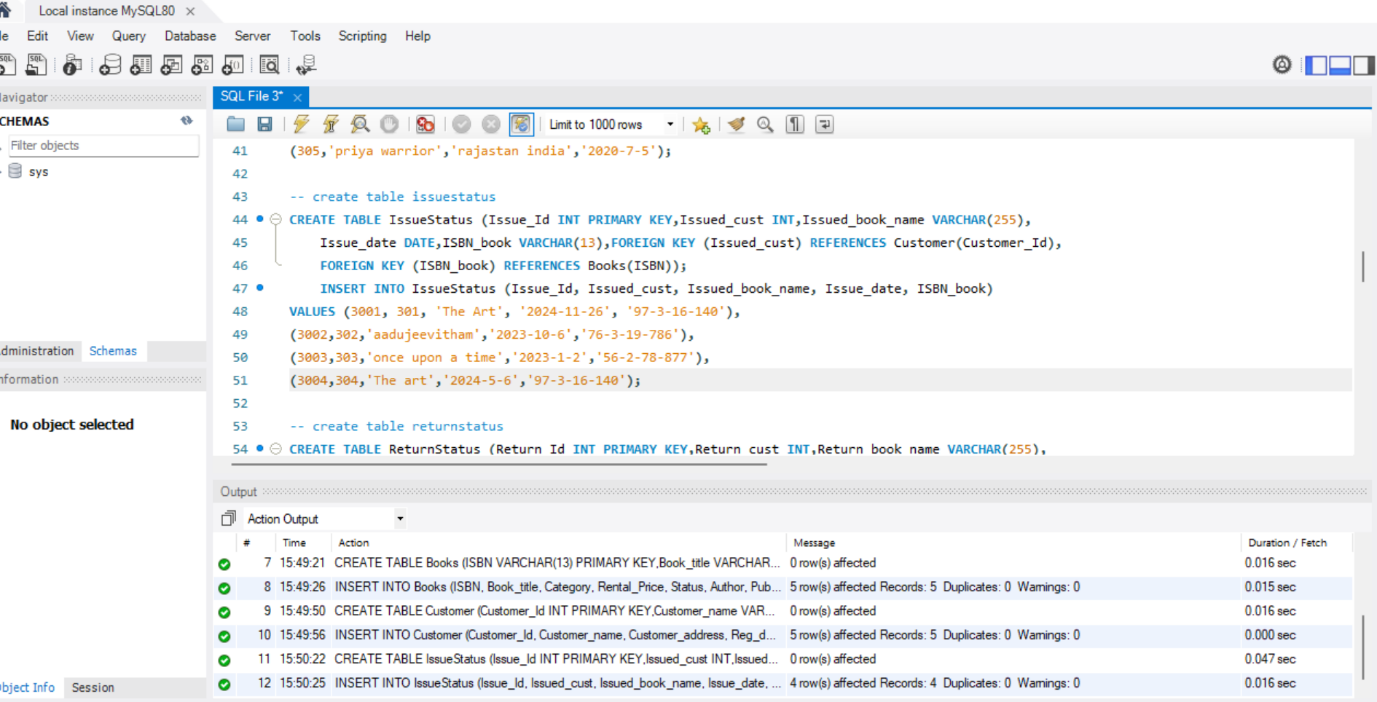 Local instance MySQL80 ×
le Edit View Query Database Server Tools Scripting Help
avigator
SQL File 3* ×
CHEMAS
Filter objects
sys
Limit to 1000 rows
41 (305,'priya warrior','rajastan india','2020-7-5');
42
43 -- create table issuestatus
44 CREATE TABLE IssueStatus (Issue_Id INT PRIMARY KEY,Issued_cust INT,Issued_book_name VARCHAR(255),
45 Issue_date DATE,ISBN_book VARCHAR(13),FOREIGN KEY (Issued_cust) REFERENCES Customer(Customer_Id),
46 FOREIGN KEY (ISBN_book) REFERENCES Books(ISBN));
47 INSERT INTO IssueStatus (Issue_Id, Issued_cust, Issued_book_name, Issue_date, ISBN_book)
48 VALUES (3001, 301, 'The Art', '2024-11-26', '97-3-16-140'),
49 (3002,302,'aadujeevitham','2023-10-6','76-3-19-786'),
50 (3003,303,'once upon a time','2023-1-2','56-2-78-877'),
51 (3004,304,'The art','2024-5-6','97-3-16-140');
52
53 -- create table returnstatus
54 CREATE TABLE ReturnStatus (Return_Id INT PRIMARY KEY,Return_cust INT,Return_book_name VARCHAR(255),
dministration Schemas
nformation
No object selected
bject Info Session
Output
Action Output
# Time Action Message Duration / Fetch
7 15:49:21 CREATE TABLE Books (ISBN VARCHAR(13) PRIMARY KEY,Book_title VARCHAR... 0 row(s) affected 0.016 sec
8 15:49:26 INSERT INTO Books (ISBN, Book_title, Category, Rental_Price, Status, Author, Pub... 5 row(s) affected Records: 5 Duplicates: 0 Warnings: 0 0.015 sec
9 15:49:50 CREATE TABLE Customer (Customer_Id INT PRIMARY KEY,Customer_name VAR... 0 row(s) affected 0.016 sec
10 15:49:56 INSERT INTO Customer (Customer_Id, Customer_name, Customer_address, Reg_d... 5 row(s) affected Records: 5 Duplicates: 0 Warnings: 0 0.000 sec
11 15:50:22 CREATE TABLE IssueStatus (Issue_Id INT PRIMARY KEY,Issued_cust INT,Issued... 0 row(s) affected 0.047 sec
12 15:50:25 INSERT INTO IssueStatus (Issue_Id, Issued_cust, Issued_book_name, Issue_date, ... 4 row(s) affected Records: 4 Duplicates: 0 Warnings: 0 0.016 sec